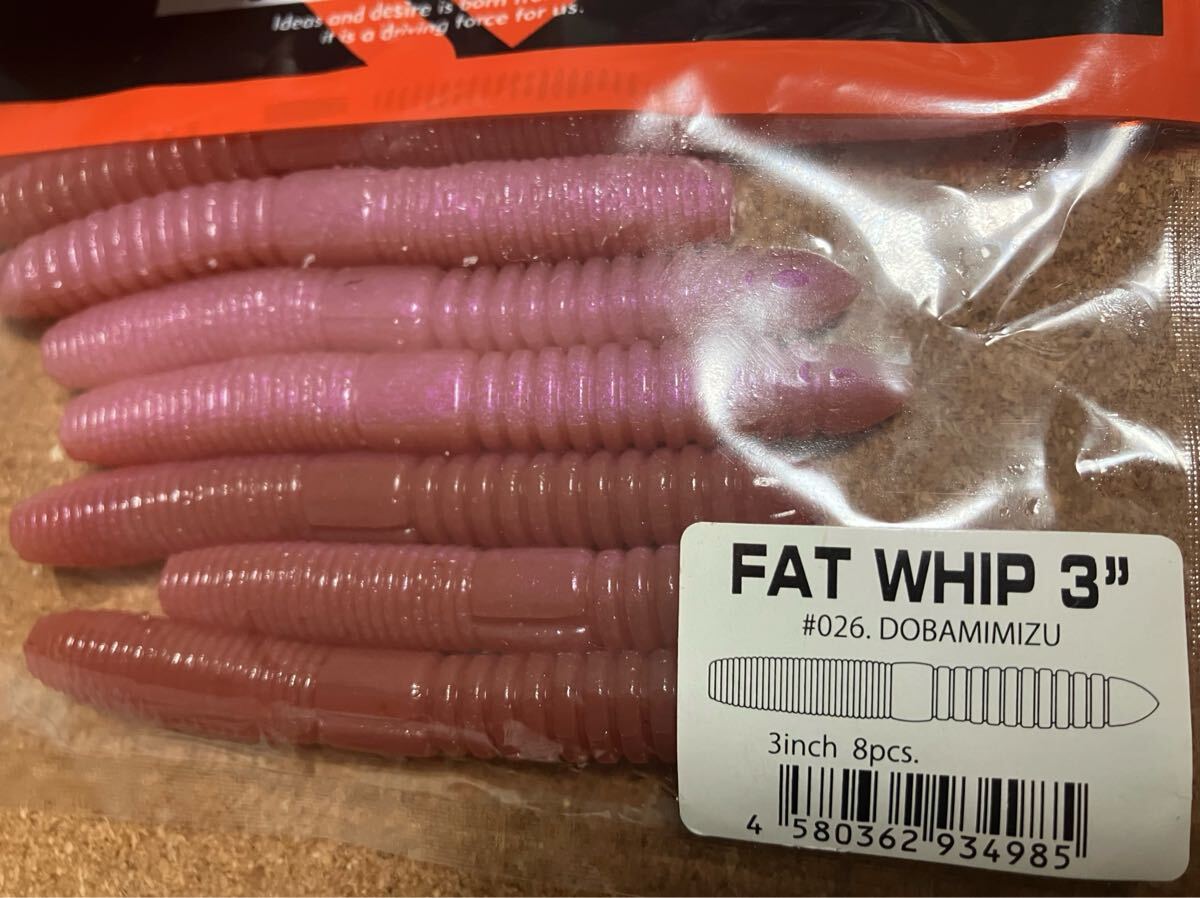 Ideas and desire is born
it is a driving force for us.
FAT WHIP 3”
#026. DOBAMIMIZU
3inch 8pcs.
4 580362 934985